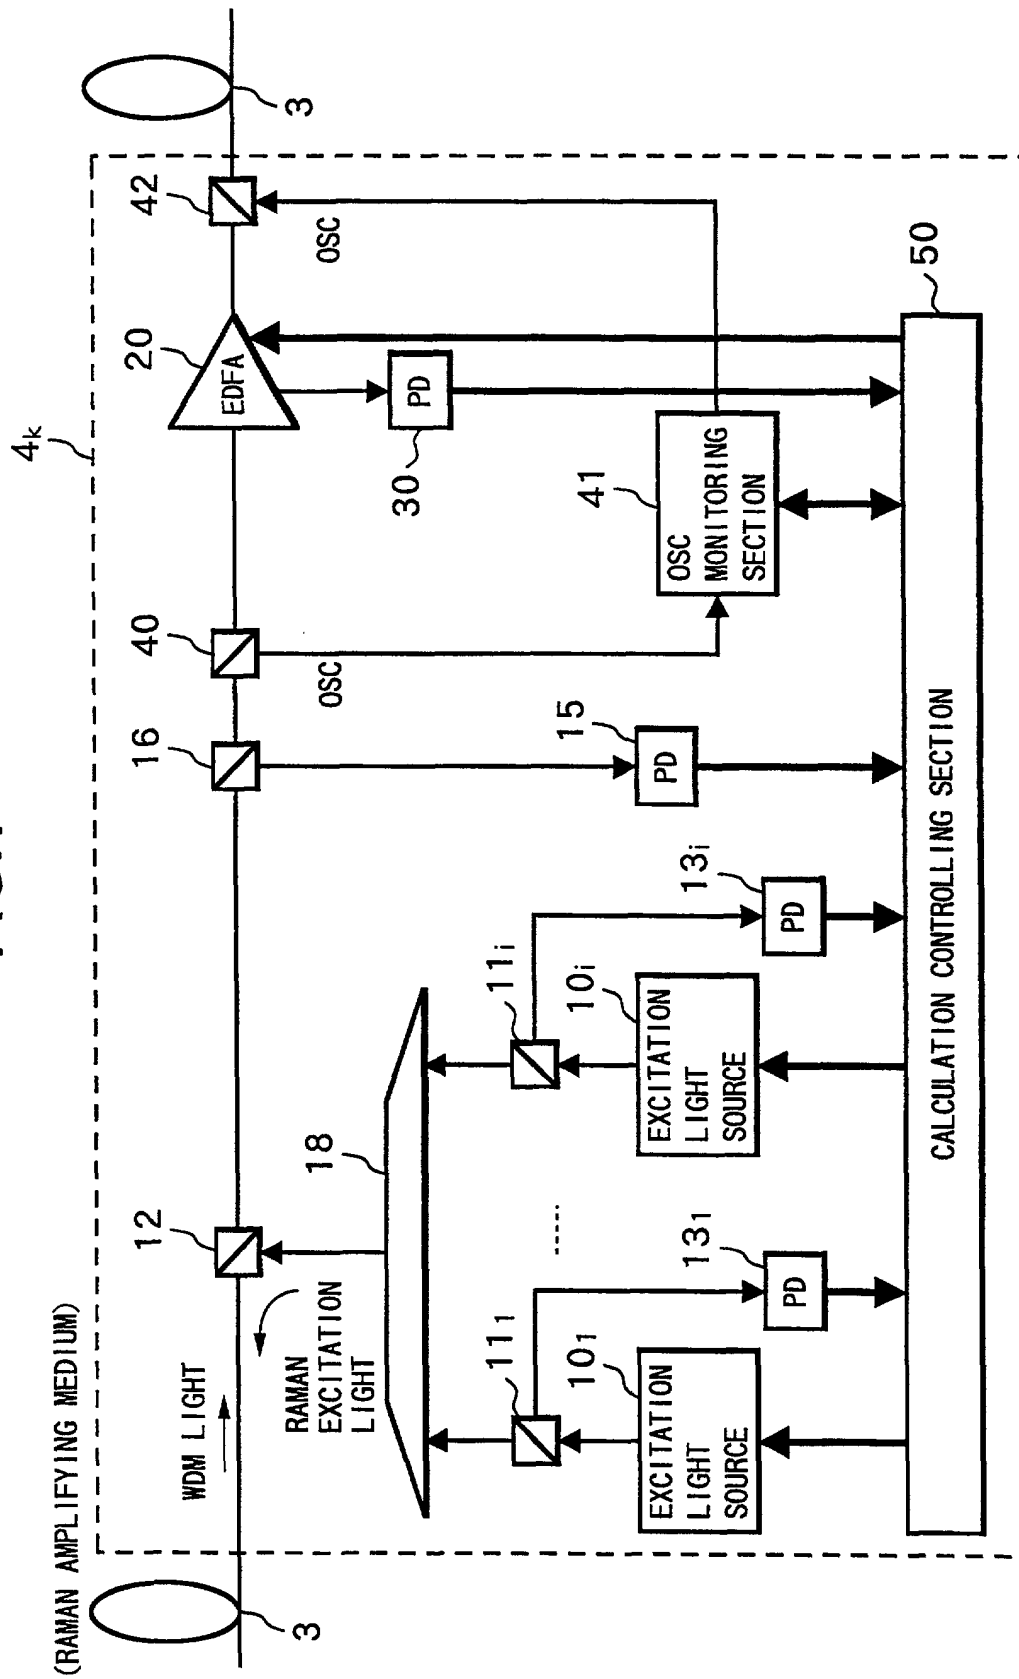 (RAMAN AMPLIFYING MEDIUM)
4k
3
WDM LIGHT
12
16
40
20
EDFA
42
3
RAMAN
EXCITATION
LIGHT
18
OSC
OSC
30
PD
111
11i
15
PD
41
OSC
MONITORING
SECTION
101
EXCITATION
LIGHT
SOURCE
131
PD
-----
10i
EXCITATION
LIGHT
SOURCE
13i
PD
50
CALCULATION CONTROLLING SECTION